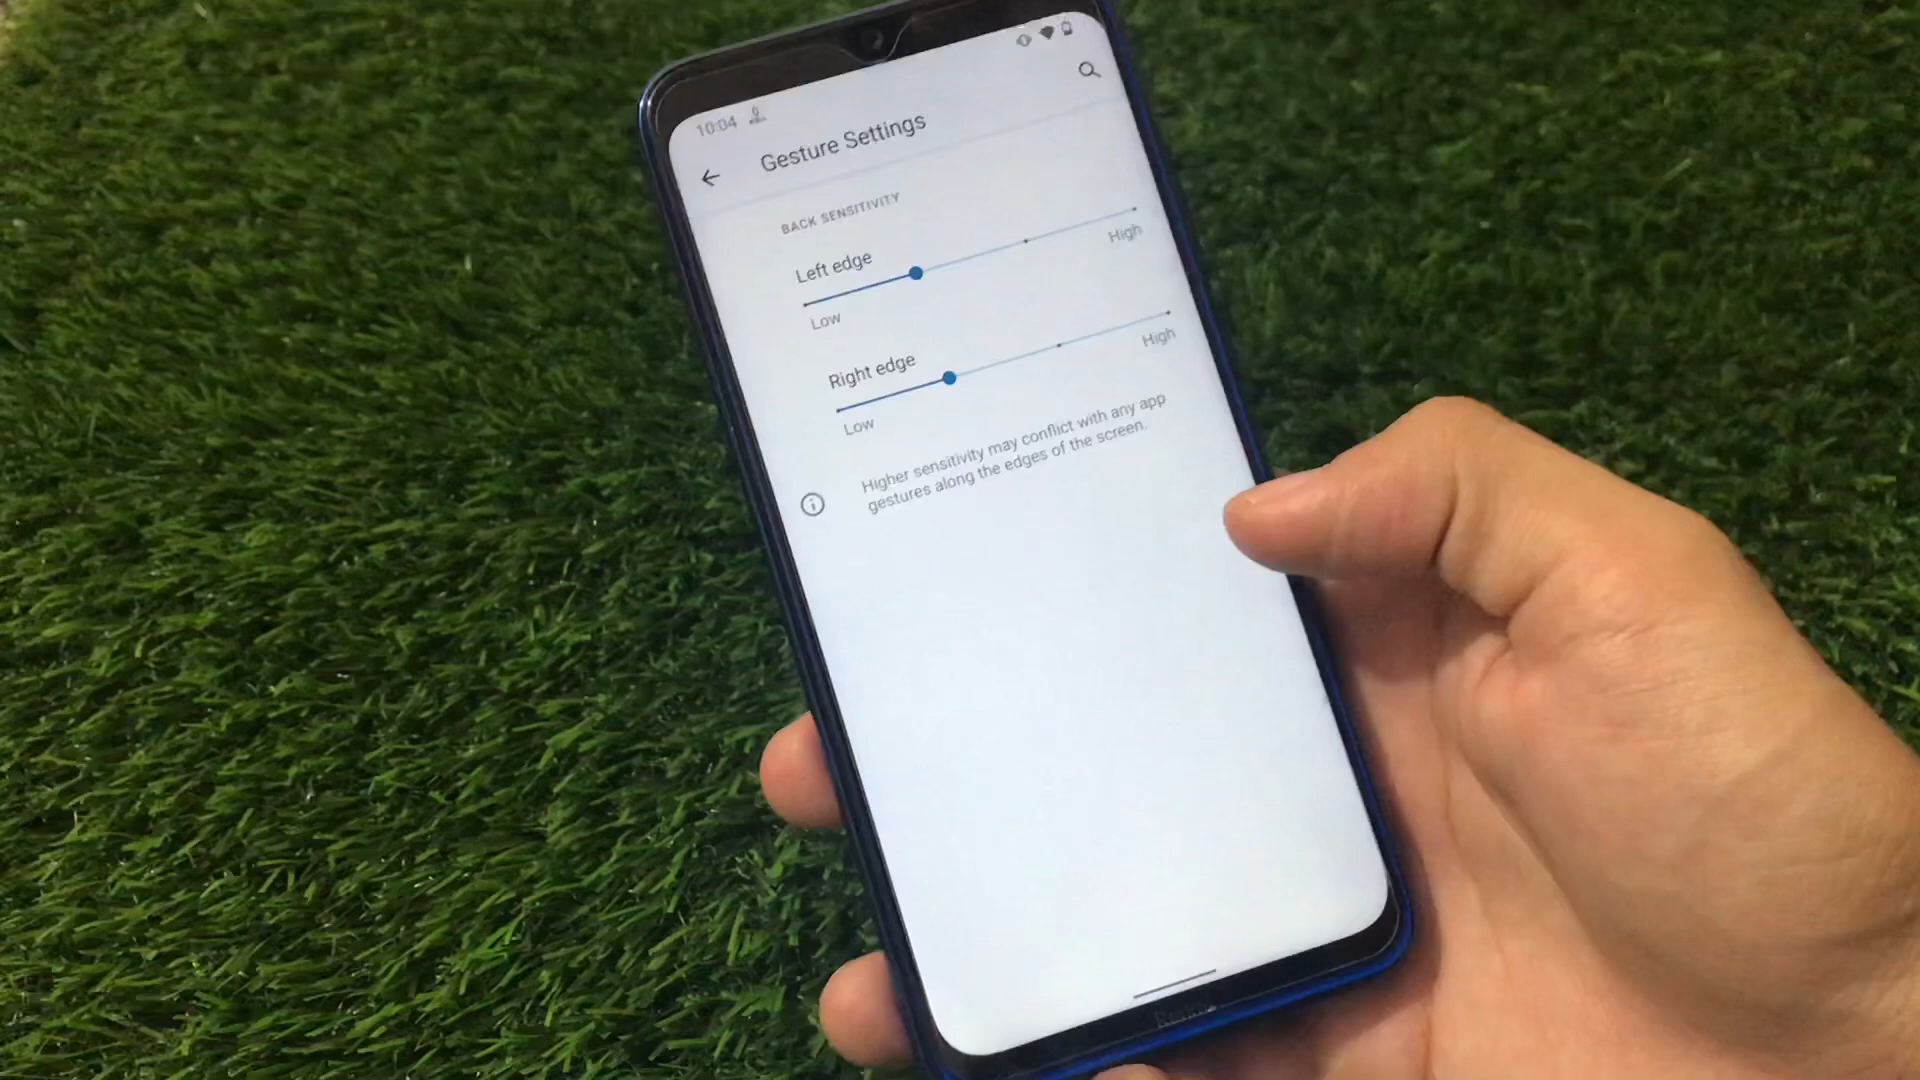 10:04
Gesture Settings
BACK SENSITIVITY
Left edge
High
Low
Right edge
High
Low
Higher sensitivity may conflict with any app
gestures along the edges of the screen.
Redmi